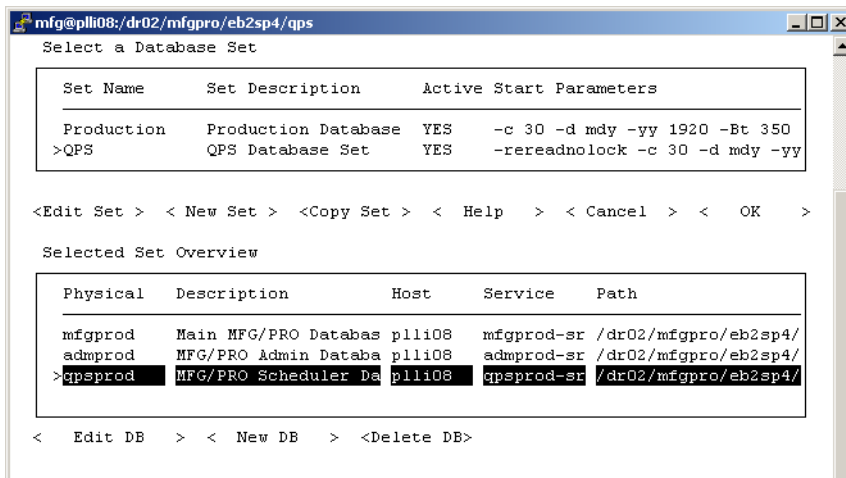 mfg@plli08:/dr02/mfgpro/eb2sp4/qps
Select a Database Set
Set Name Set Description Active Start Parameters
Production Production Database YES -c 30 -d mdy -yy 1920 -Bt 350
>QPS QPS Database Set YES -rereadnolock -c 30 -d mdy -yy
<Edit Set > < New Set > <Copy Set > < Help > < Cancel > < OK >
Selected Set Overview
Physical Description Host Service Path
mfgprod Main MFG/PRO Databas plli08 mfgprod-sr /dr02/mfgpro/eb2sp4/
admprod MFG/PRO Admin Databa plli08 admprod-sr /dr02/mfgpro/eb2sp4/
>qpsprod MFG/PRO Scheduler Da plli08 qpsprod-sr /dr02/mfgpro/eb2sp4/
< Edit DB > < New DB > <Delete DB>